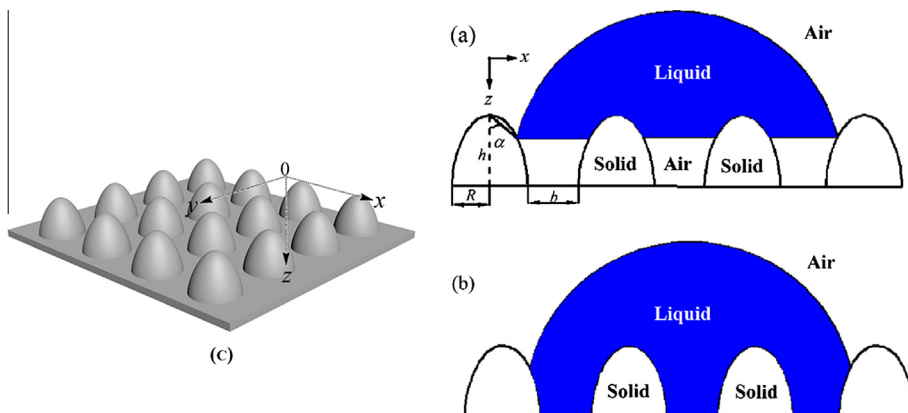 (a)
Air
Liquid
x
z
α
h
Solid
Air
Solid
R
b
0
y
x
z
(c)
(b)
Air
Liquid
Solid
Solid